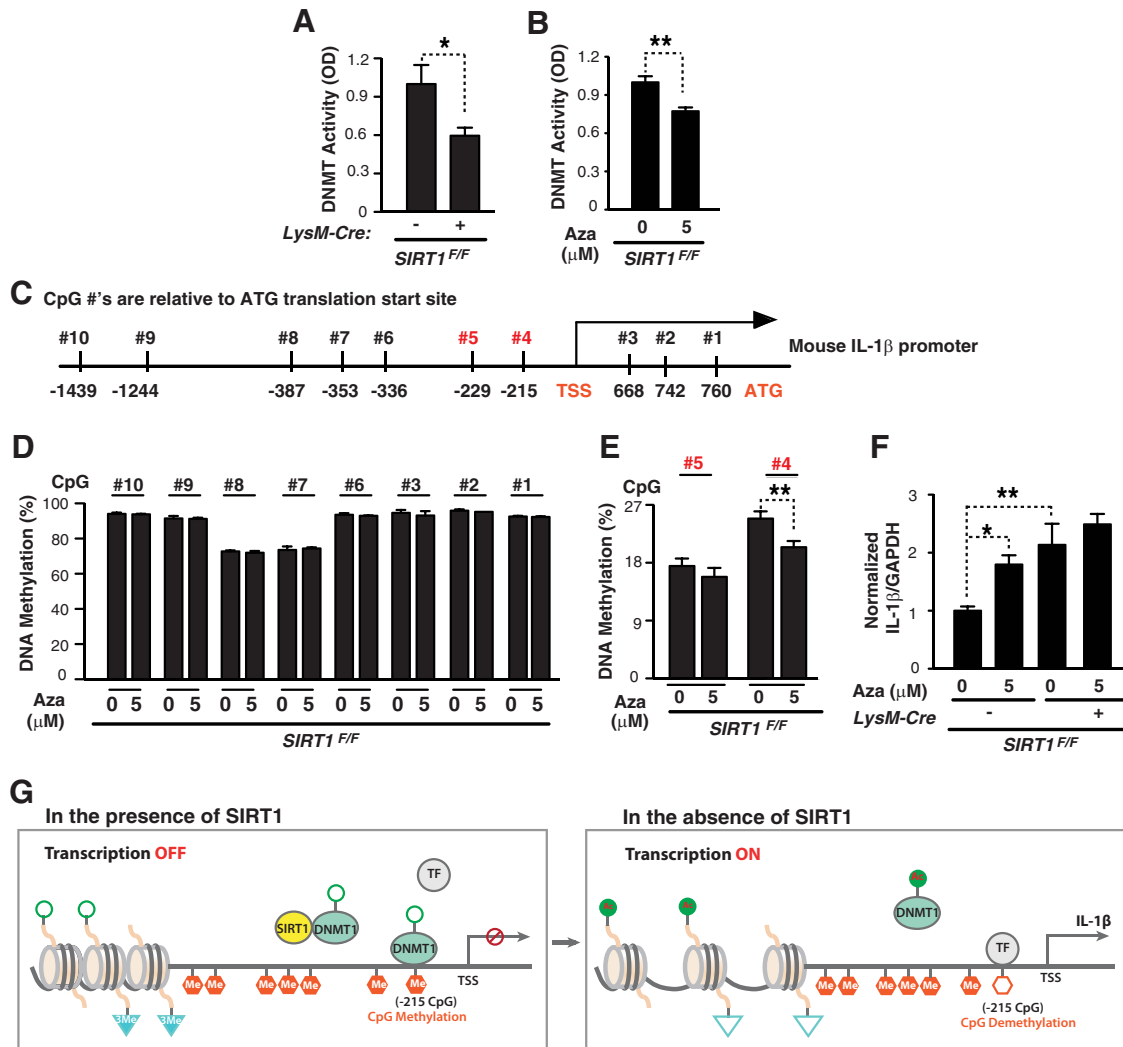 A
DNMT Activity (OD)
1.2
0.9
0.6
0.3
0
*
- +
LysM-Cre:
SIRT1 F/F
B
DNMT Activity (OD)
1.2
0.9
0.6
0.3
0
**
0 5
Aza
(μM)
SIRT1 F/F
C CpG #'s are relative to ATG translation start site
#10 #9 #8 #7 #6 #5 #4 #3 #2 #1
Mouse IL-1β promoter
-1439 -1244 -387 -353 -336 -229 -215 TSS 668 742 760 ATG
D
CpG #10 #9 #8 #7 #6 #3 #2 #1
DNA Methylation (%)
100
80
60
40
20
0
Aza
(μM)
0 5 0 5 0 5 0 5 0 5 0 5 0 5 0 5
SIRT1 F/F
E
#5 #4
CpG
**
DNA Methylation (%)
27
18
9
0
Aza
(μM)
0 5 0 5
SIRT1 F/F
F
Normalized
IL-1β/GAPDH
3
2
1
0
**
*
Aza (μM) 0 5 0 5
LysM-Cre - +
SIRT1 F/F
G
In the presence of SIRT1
Transcription OFF
TF
SIRT1 DNMT1
DNMT1
TSS
Me Me Me Me Me Me Me
(-215 CpG)
CpG Methylation
3Me 3Me
In the absence of SIRT1
Transcription ON
Ac Ac Ac
DNMT1
IL-1β
TF
TSS
Me Me Me Me Me Me
(-215 CpG)
CpG Demethylation